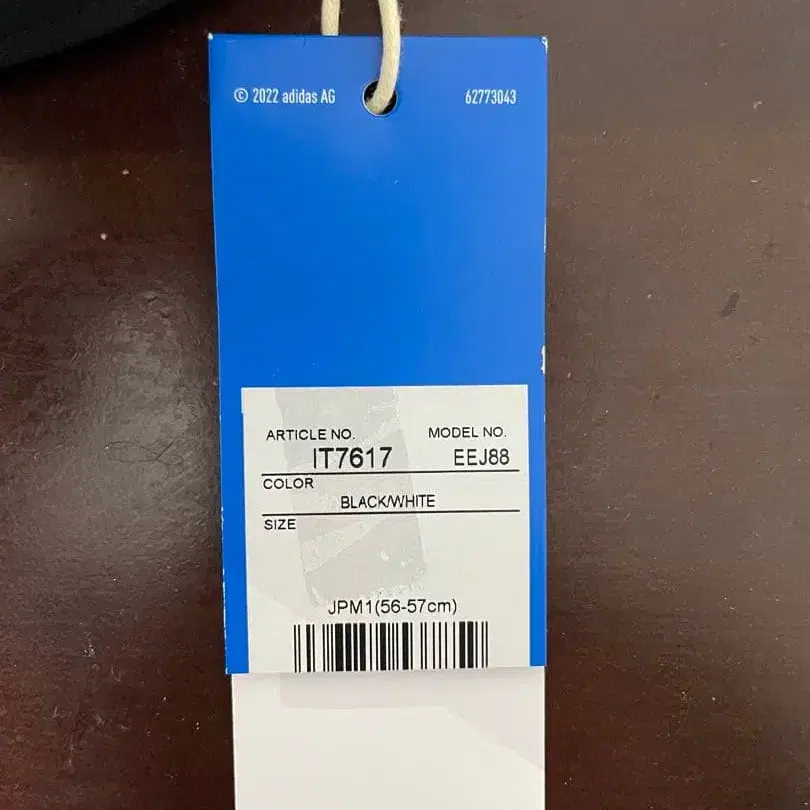 © 2022 adidas AG 62773043
ARTICLE NO. MODEL NO.
IT7617 EEJ88
COLOR
BLACK/WHITE
SIZE
JPM1(56-57cm)